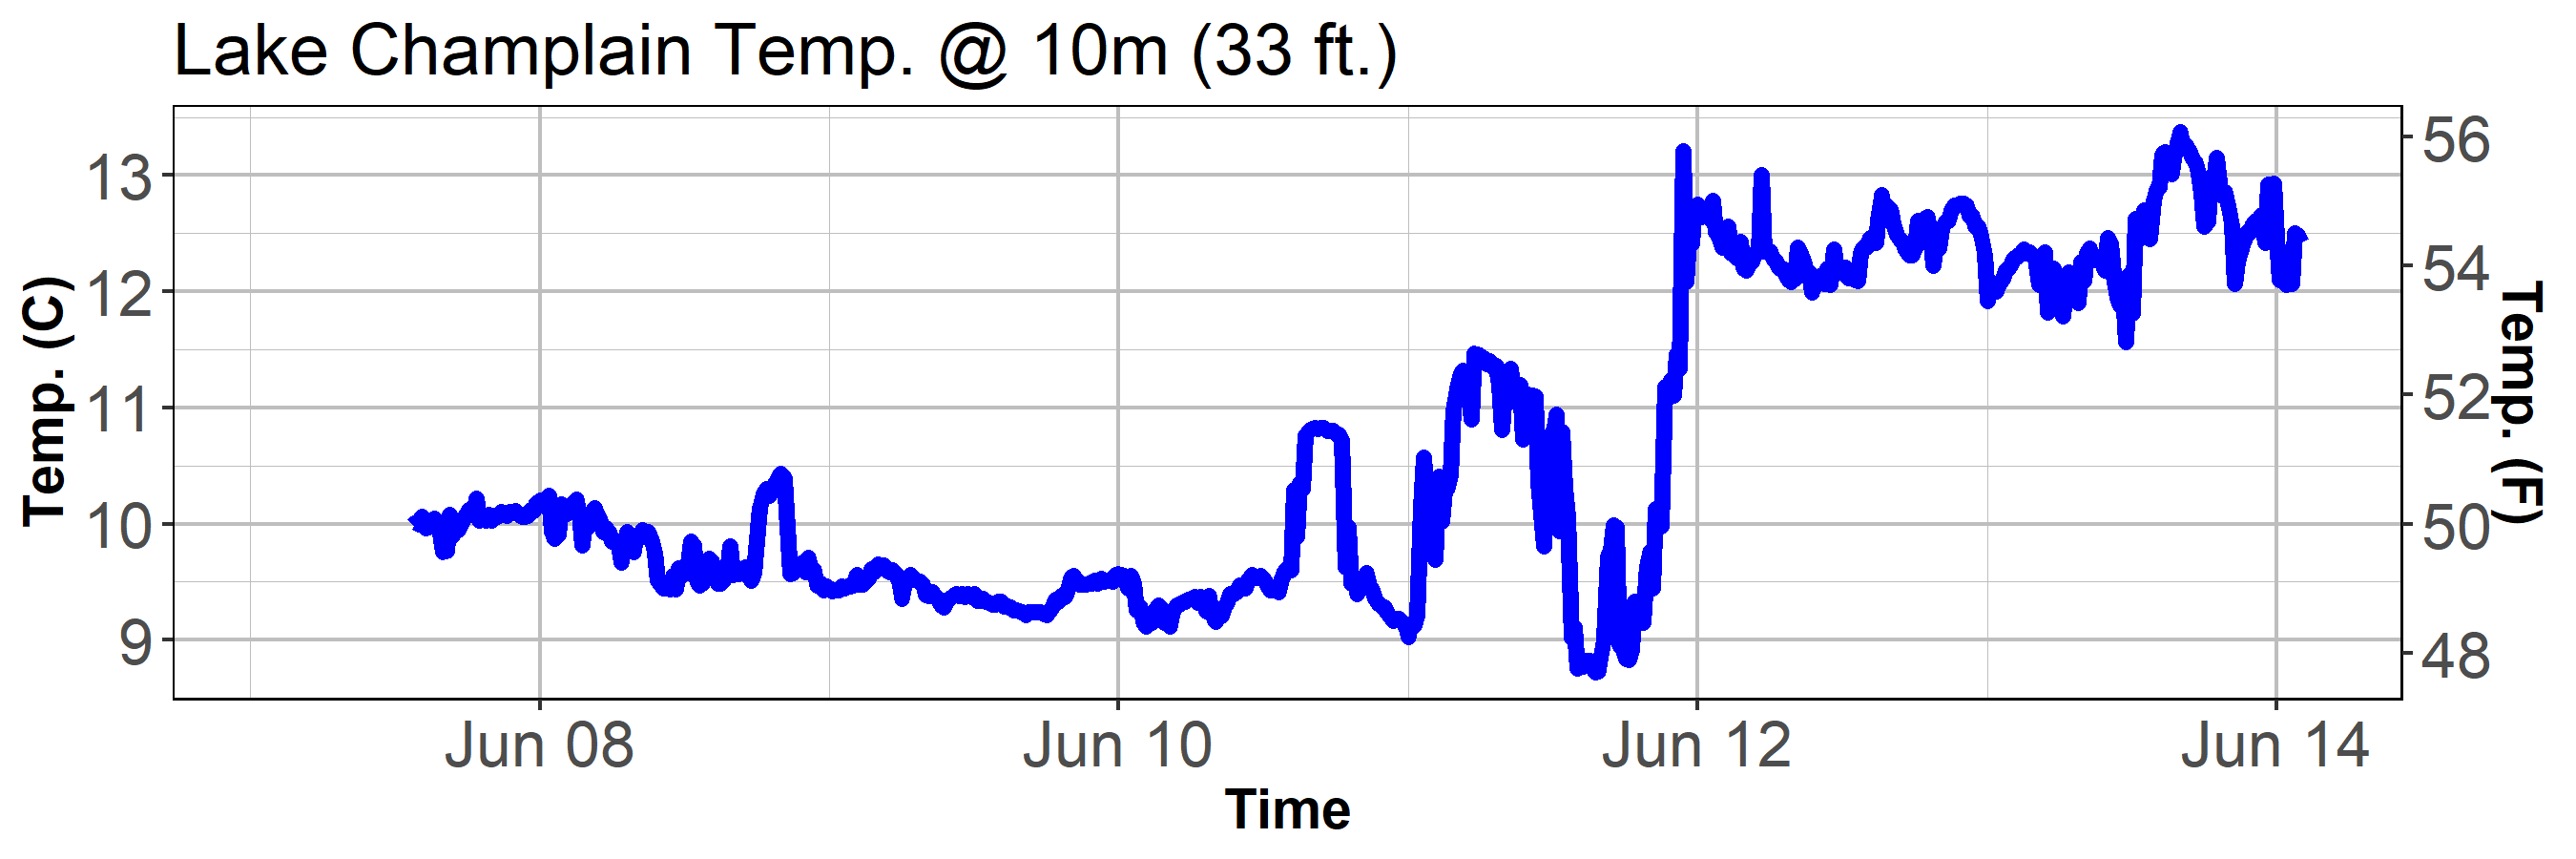 Lake Champlain Temp. @ 10m (33 ft.)
Temp. (C)
13
12
11
10
9
56
54
52
50
48
Temp. (F)
Jun 08
Jun 10
Jun 12
Jun 14
Time